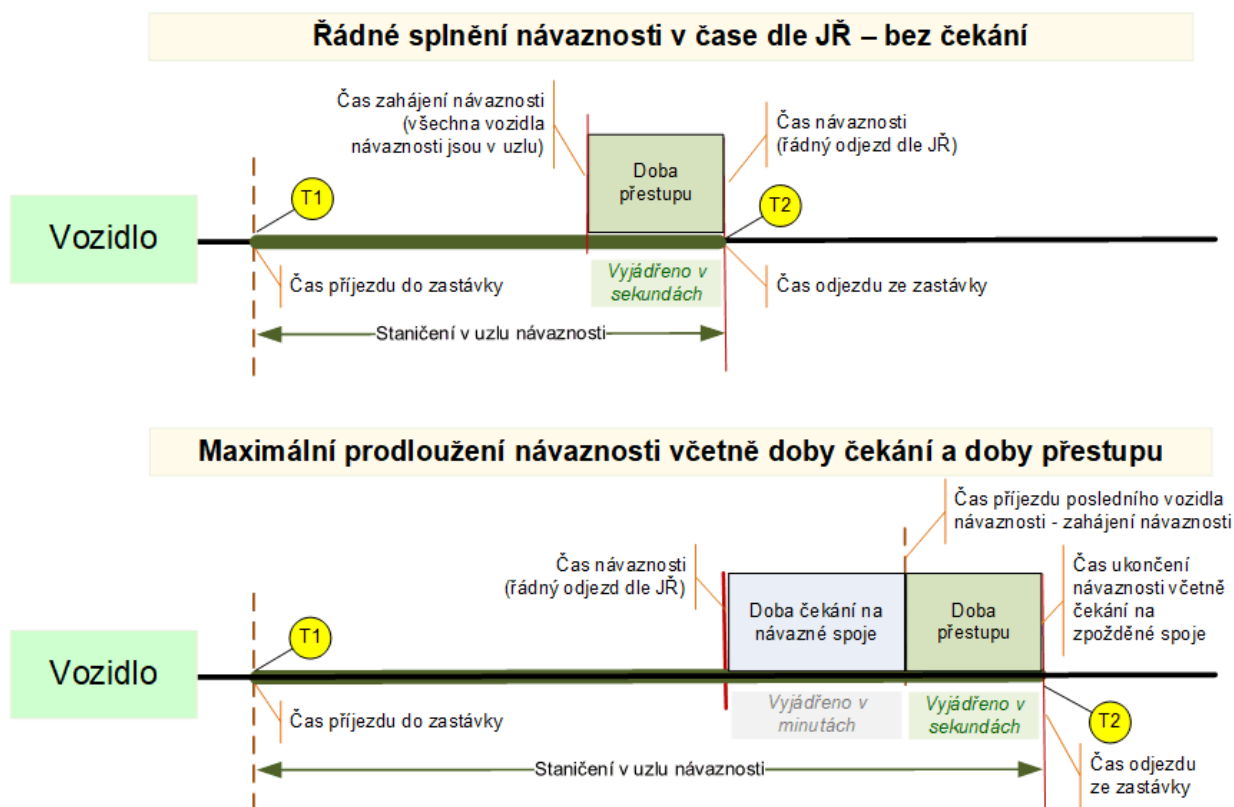 Řádné splnění návaznosti v čase dle JŘ – bez čekání
Čas zahájení návaznosti
(všechna vozidla
návaznosti jsou v uzlu)
Čas návaznosti
(řádný odjezd dle JŘ)
Doba
přestupu
T1
T2
Vozidlo
Čas příjezdu do zastávky
Vyjádřeno v
sekundách
Čas odjezdu ze zastávky
Staničení v uzlu návaznosti
Maximální prodloužení návaznosti včetně doby čekání a doby přestupu
Čas příjezdu posledního vozidla
návaznosti - zahájení návaznosti
Čas návaznosti
(řádný odjezd dle JŘ)
Čas ukončení
návaznosti včetně
čekání na
zpožděné spoje
Doba čekání na
návazné spoje
Doba
přestupu
T1
Vozidlo
Čas příjezdu do zastávky
Vyjádřeno v
minutách
Vyjádřeno v
sekundách
T2
Staničení v uzlu návaznosti
Čas odjezdu
ze zastávky